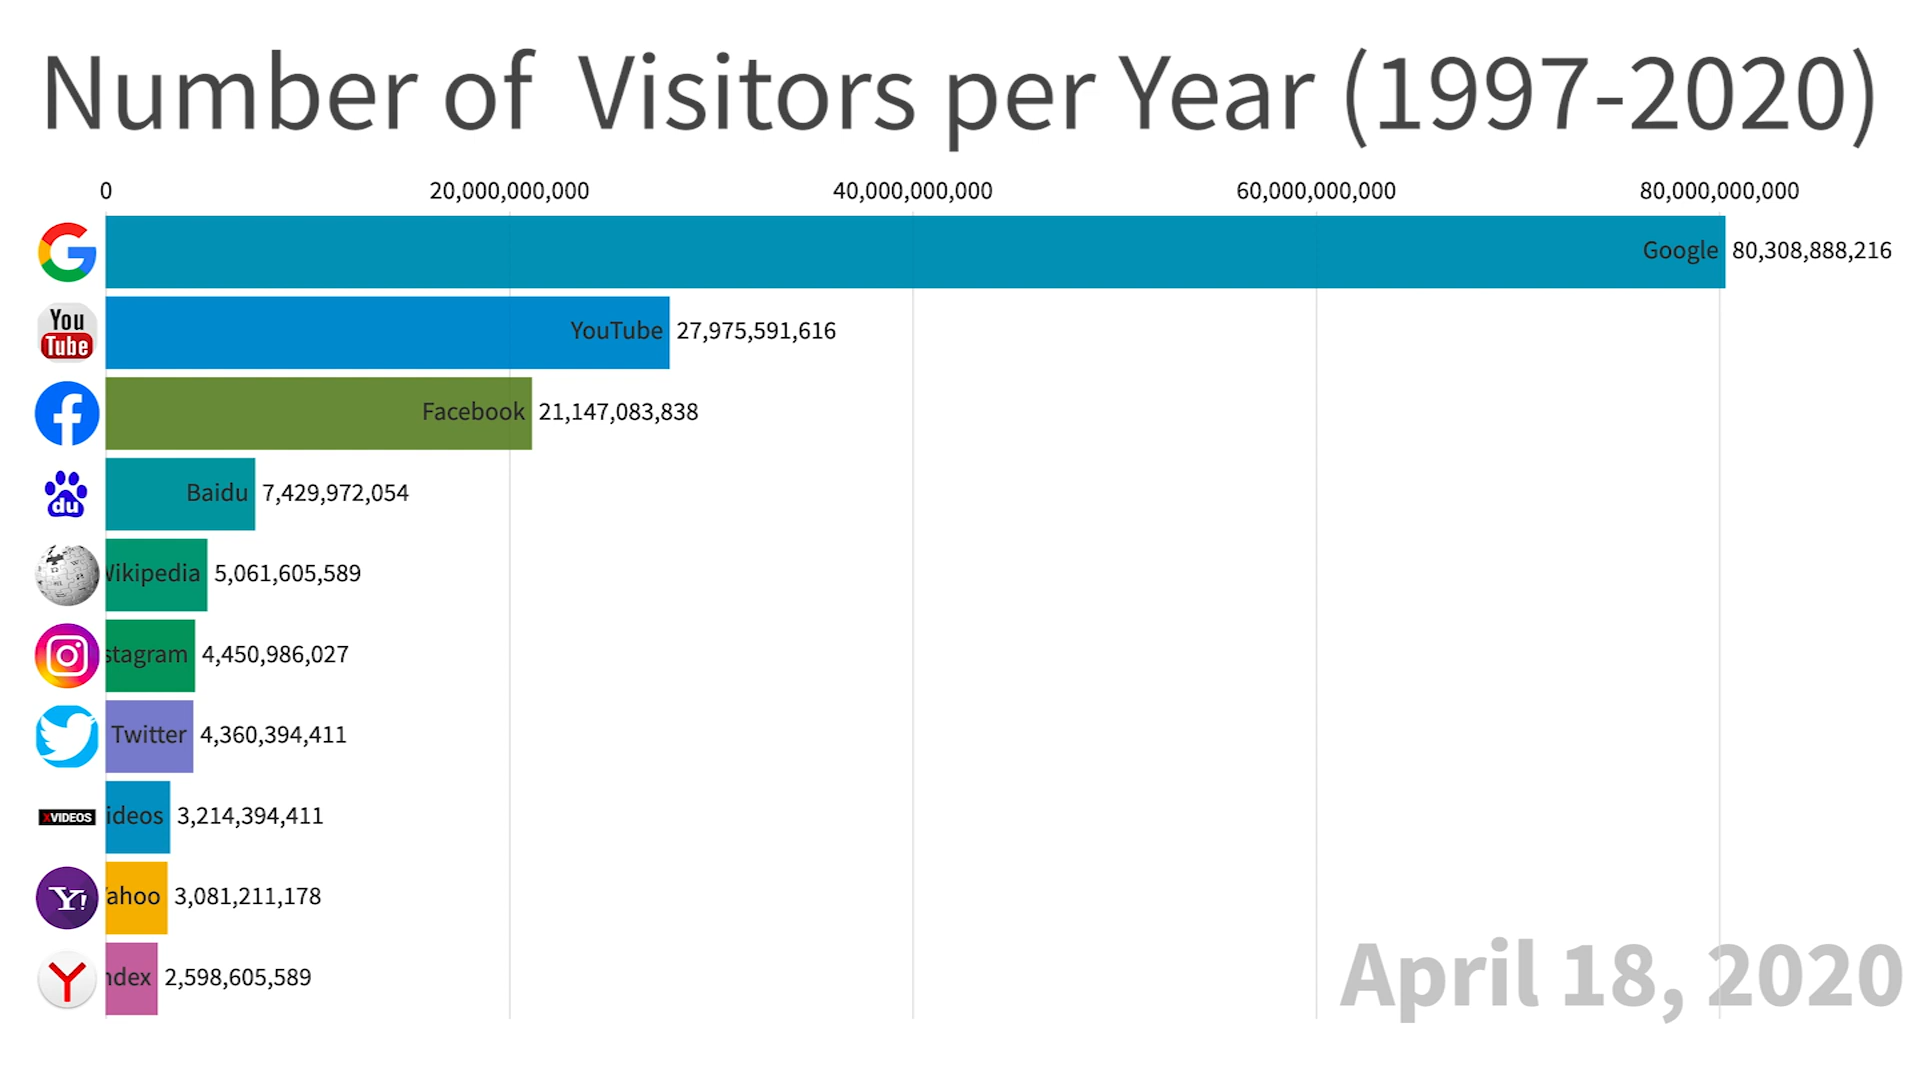 Number of  Visitors per Year (1997-2020)
0 20,000,000,000 40,000,000,000 60,000,000,000 80,000,000,000
G Google 80,308,888,216
You
Tube YouTube 27,975,591,616
f Facebook 21,147,083,838
du Baidu 7,429,972,054
Wikipedia 5,061,605,589
stagram 4,450,986,027
Twitter 4,360,394,411
XVIDEOS ideos 3,214,394,411
Y! Yahoo 3,081,211,178
Y ndex 2,598,605,589
April 18, 2020